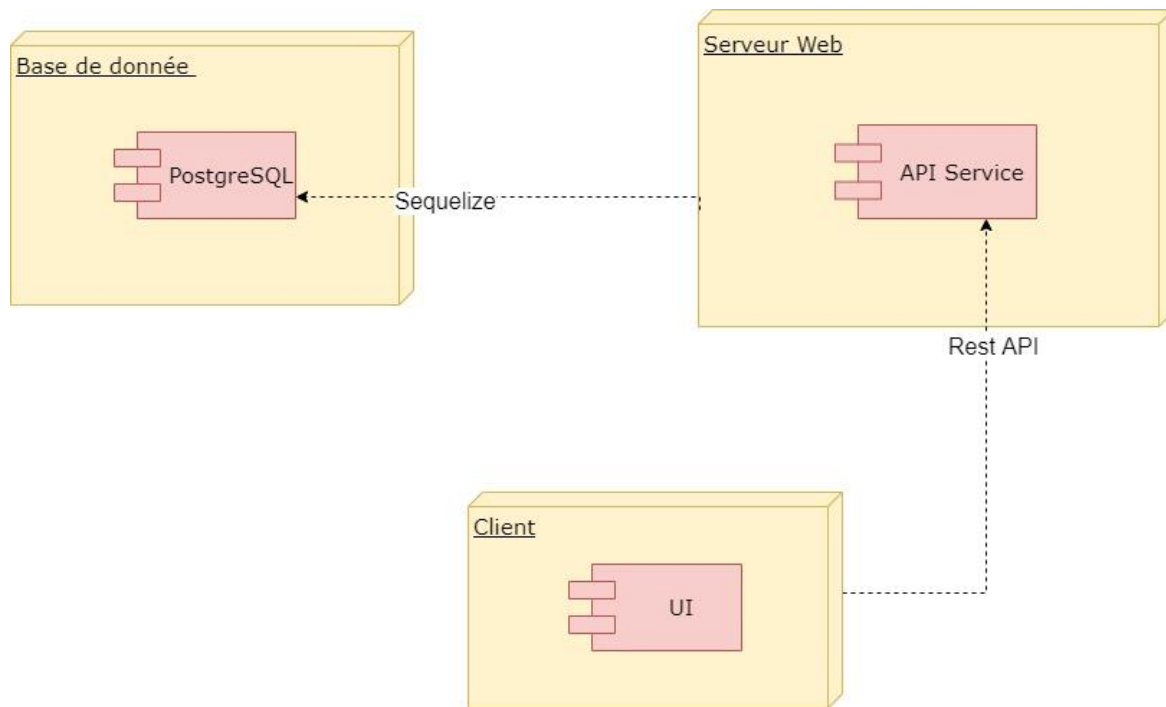 Base de donnée
PostgreSQL
Sequelize
Serveur Web
API Service
Rest API
Client
UI